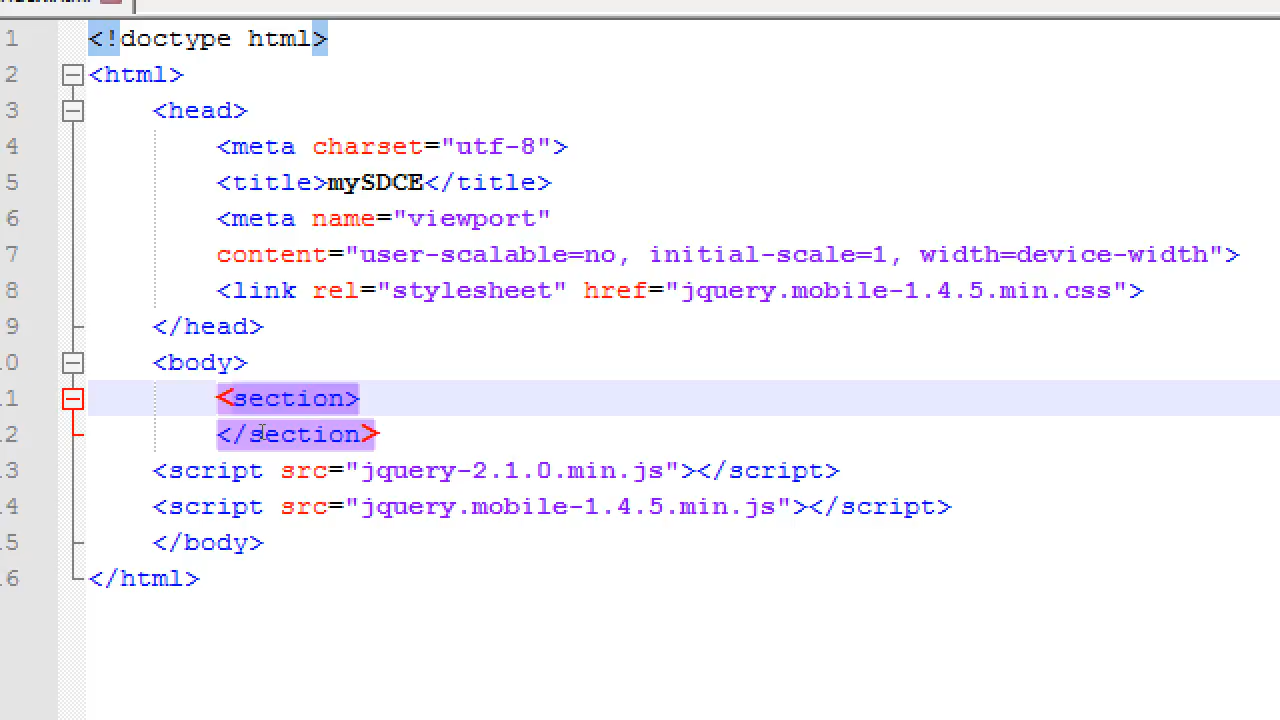 1 <!doctype html>
2 <html>
3 <head>
4 <meta charset="utf-8">
5 <title>mySDCE</title>
6 <meta name="viewport"
7 content="user-scalable=no, initial-scale=1, width=device-width">
8 <link rel="stylesheet" href="jquery.mobile-1.4.5.min.css">
9 </head>
0 <body>
1 <section>
2 </section>
3 <script src="jquery-2.1.0.min.js"></script>
4 <script src="jquery.mobile-1.4.5.min.js"></script>
5 </body>
6 </html>